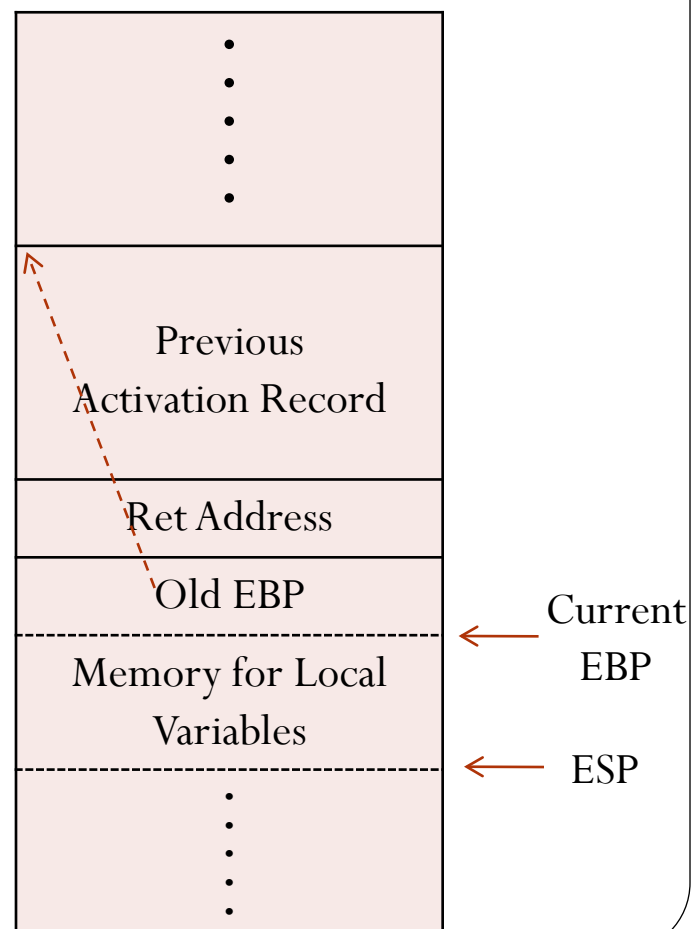 Previous
Activation Record
Ret Address
Old EBP
Current
EBP
Memory for Local
Variables
ESP